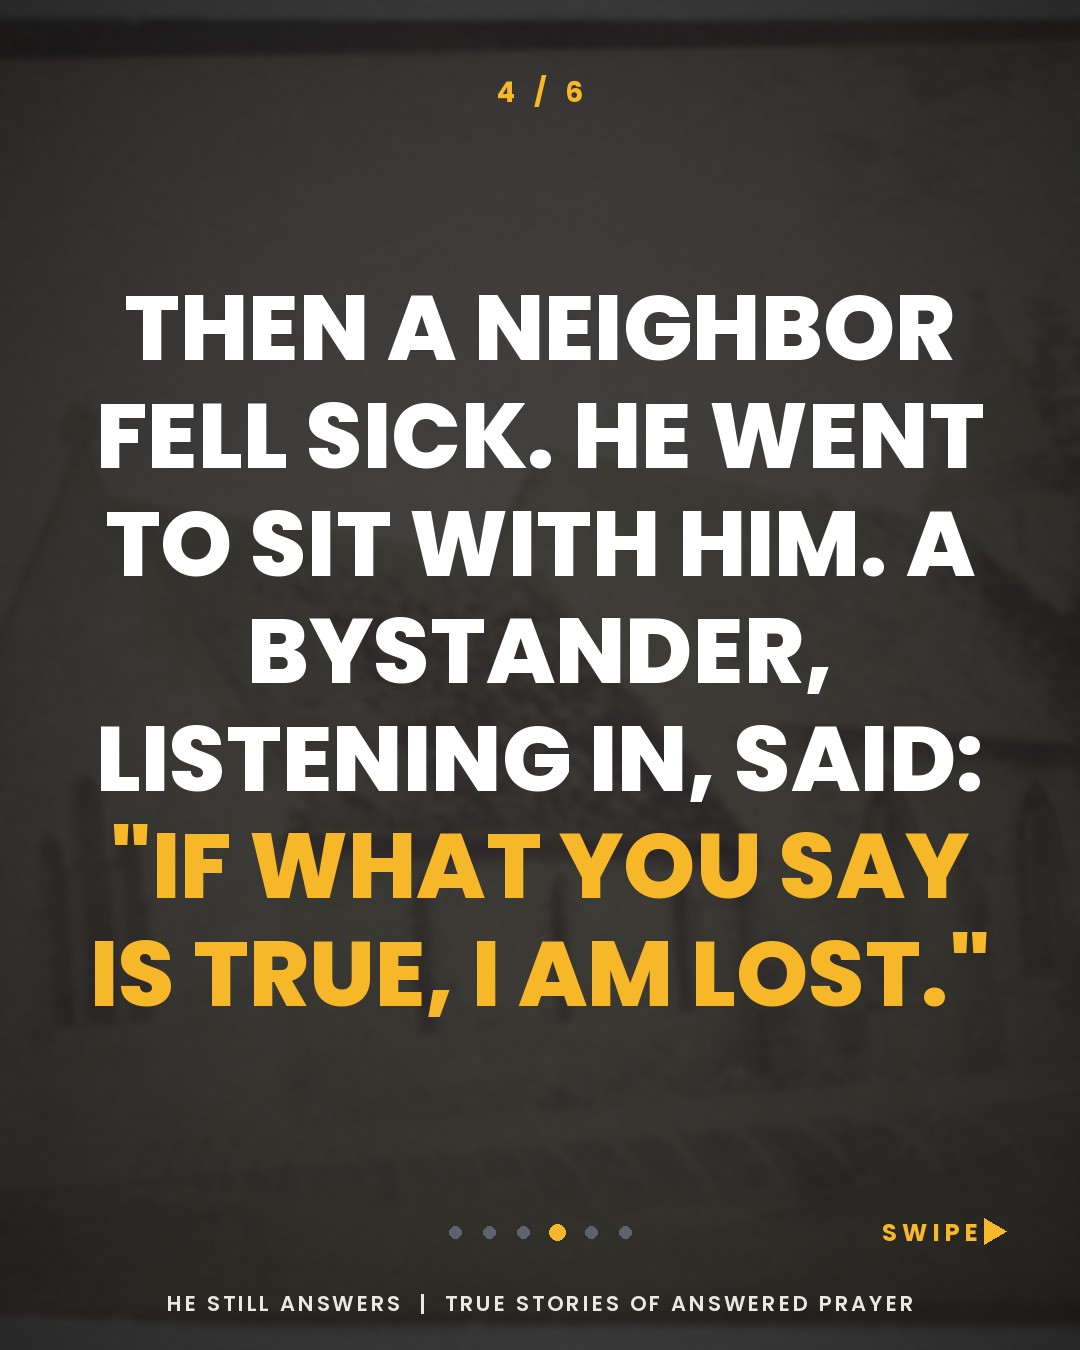 4 / 6
THEN A NEIGHBOR
FELL SICK. HE WENT
TO SIT WITH HIM. A
BYSTANDER,
LISTENING IN, SAID:
"IF WHAT YOU SAY
IS TRUE, I AM LOST."
SWIPE
HE STILL ANSWERS | TRUE STORIES OF ANSWERED PRAYER